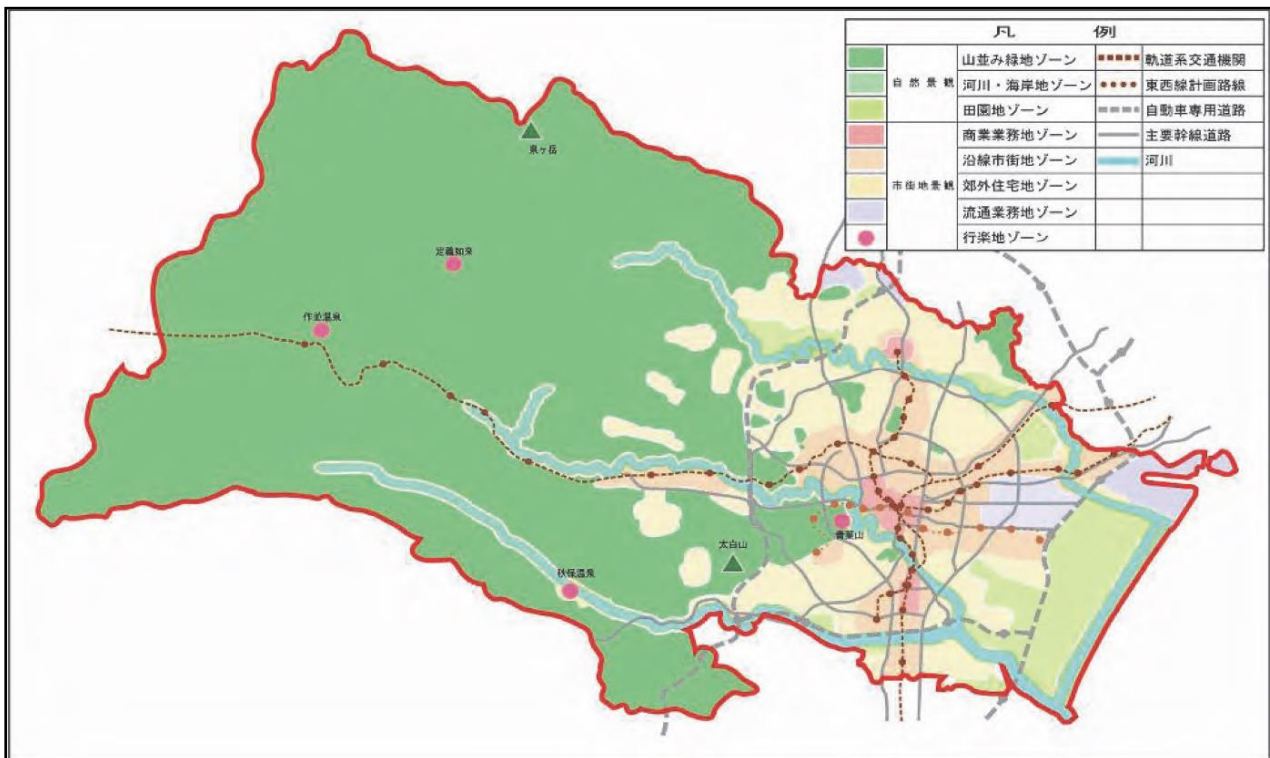 凡 例
自然景観
山並み緑地ゾーン
軌道系交通機関
河川・海岸地ゾーン
東西線計画路線
田園地ゾーン
自動車専用道路
市街地景観
商業業務地ゾーン
主要幹線道路
沿線市街地ゾーン
河川
郊外住宅地ゾーン
流通業務地ゾーン
行楽地ゾーン
泉ヶ岳
定義如来
作並温泉
青葉山
太白山
秋保温泉